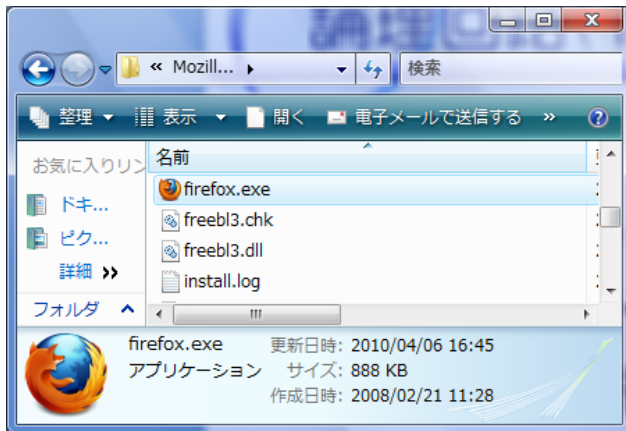 « Mozill...
検索
整理 表示 開く 電子メールで送信する »
お気に入りリン
名前
ドキ...
ピク...
詳細 »
フォルダ
firefox.exe
freebl3.chk
freebl3.dll
install.log
firefox.exe 更新日時: 2010/04/06 16:45
アプリケーション サイズ: 888 KB
作成日時: 2008/02/21 11:28